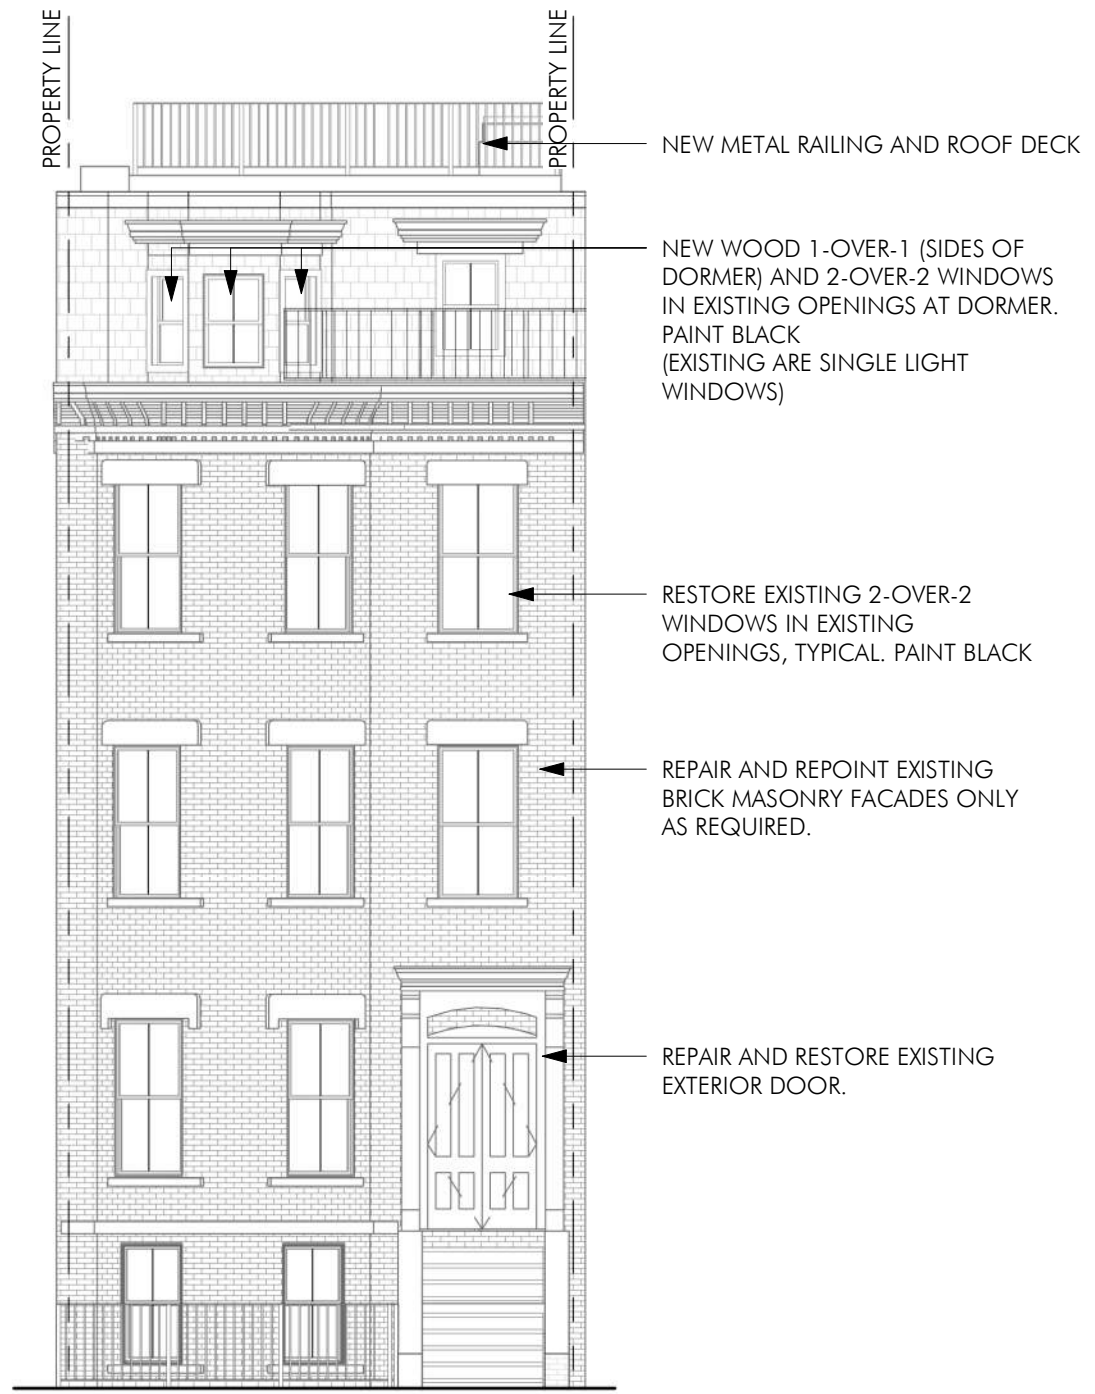 PROPERTY LINE
PROPERTY LINE
NEW METAL RAILING AND ROOF DECK
NEW WOOD 1-OVER-1 (SIDES OF
DORMER) AND 2-OVER-2 WINDOWS
IN EXISTING OPENINGS AT DORMER.
PAINT BLACK
(EXISTING ARE SINGLE LIGHT
WINDOWS)
RESTORE EXISTING 2-OVER-2
WINDOWS IN EXISTING
OPENINGS, TYPICAL. PAINT BLACK
REPAIR AND REPOINT EXISTING
BRICK MASONRY FACADES ONLY
AS REQUIRED.
REPAIR AND RESTORE EXISTING
EXTERIOR DOOR.